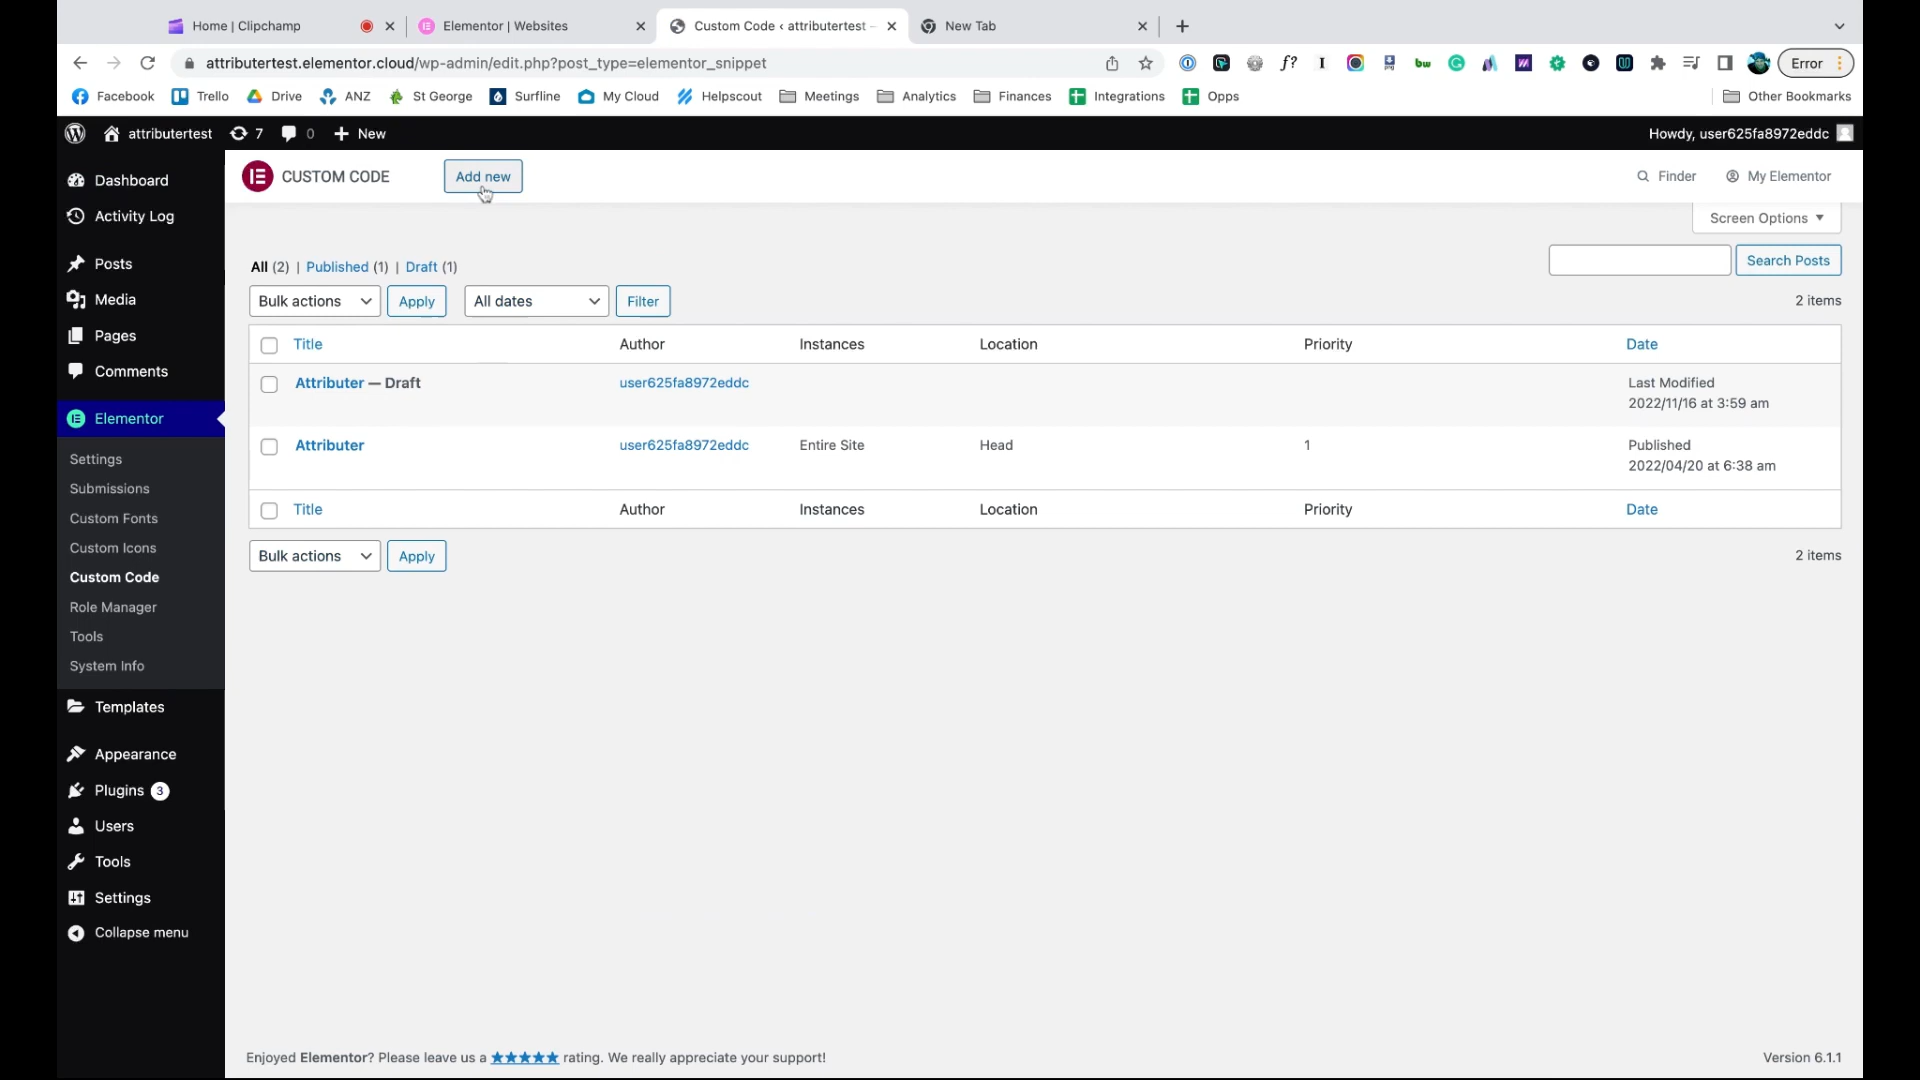 Home | Clipchamp
Elementor | Websites
Custom Code ‹ attributertest –
New Tab
attributertest.elementor.cloud/wp-admin/edit.php?post_type=elementor_snippet
Error
Facebook Trello Drive ANZ St George Surfline My Cloud Helpscout Meetings Analytics Finances Integrations Opps Other Bookmarks
attributertest 7 0 New Howdy, user625fa8972eddc
Dashboard
Activity Log
Posts
Media
Pages
Comments
Elementor
Settings
Submissions
Custom Fonts
Custom Icons
Custom Code
Role Manager
Tools
System Info
Templates
Appearance
Plugins 3
Users
Tools
Settings
Collapse menu
CUSTOM CODE Add new Finder My Elementor
Screen Options
All (2) | Published (1) | Draft (1)
Search Posts
Bulk actions Apply All dates Filter 2 items
Title Author Instances Location Priority Date
Attributer — Draft user625fa8972eddc Last Modified
2022/11/16 at 3:59 am
Attributer user625fa8972eddc Entire Site Head 1 Published
2022/04/20 at 6:38 am
Title Author Instances Location Priority Date
Bulk actions Apply 2 items
Enjoyed Elementor? Please leave us a ★★★★★ rating. We really appreciate your support! Version 6.1.1